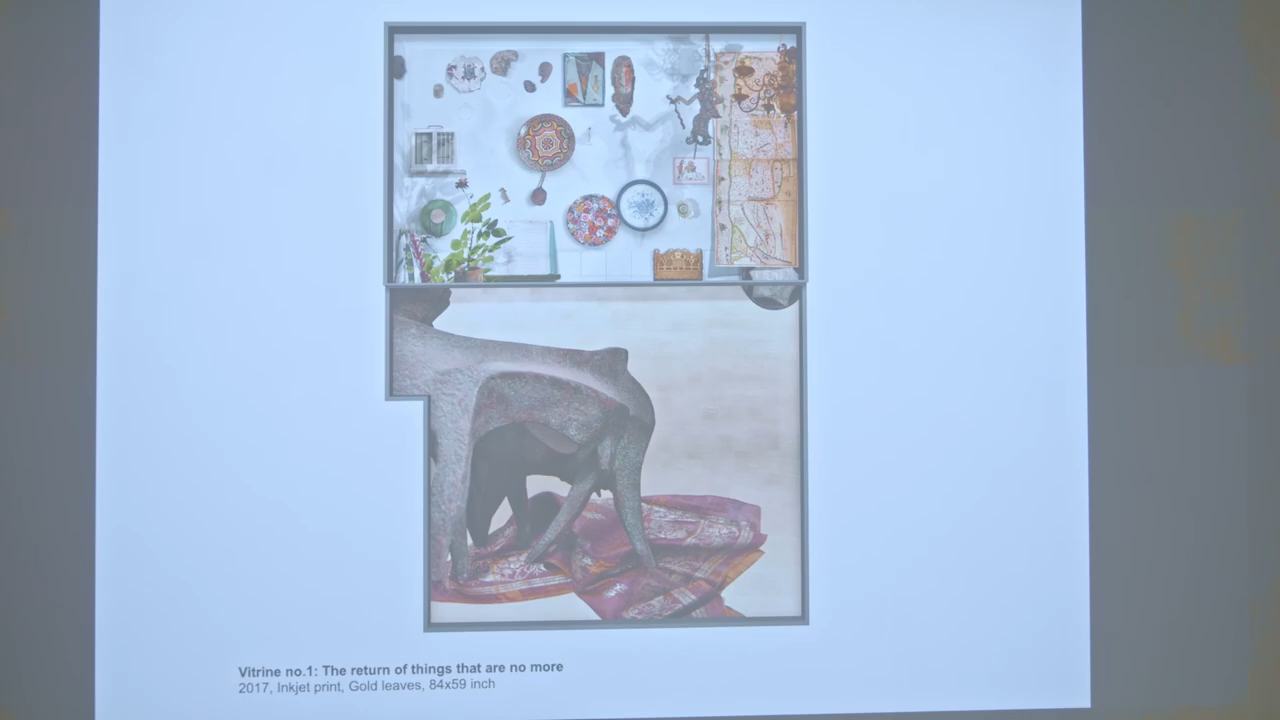 Vitrine no.1: The return of things that are no more
2017, Inkjet print, Gold leaves, 84x59 inch